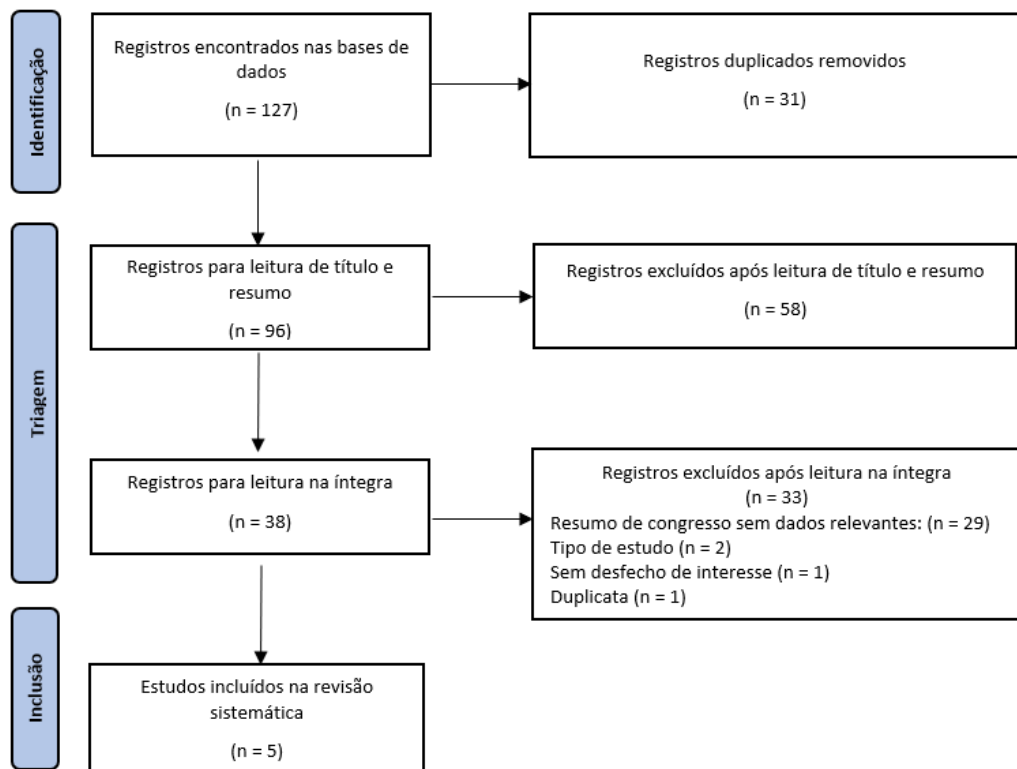 Identificação
Registros encontrados nas bases de
dados
(n = 127)
Registros duplicados removidos
(n = 31)
Triagem
Registros para leitura de título e
resumo
(n = 96)
Registros excluídos após leitura de título e resumo
(n = 58)
Registros para leitura na íntegra
(n = 38)
Registros excluídos após leitura na íntegra
(n = 33)
Resumo de congresso sem dados relevantes: (n = 29)
Tipo de estudo (n = 2)
Sem desfecho de interesse (n = 1)
Duplicata (n = 1)
Inclusão
Estudos incluídos na revisão
sistemática
(n = 5)